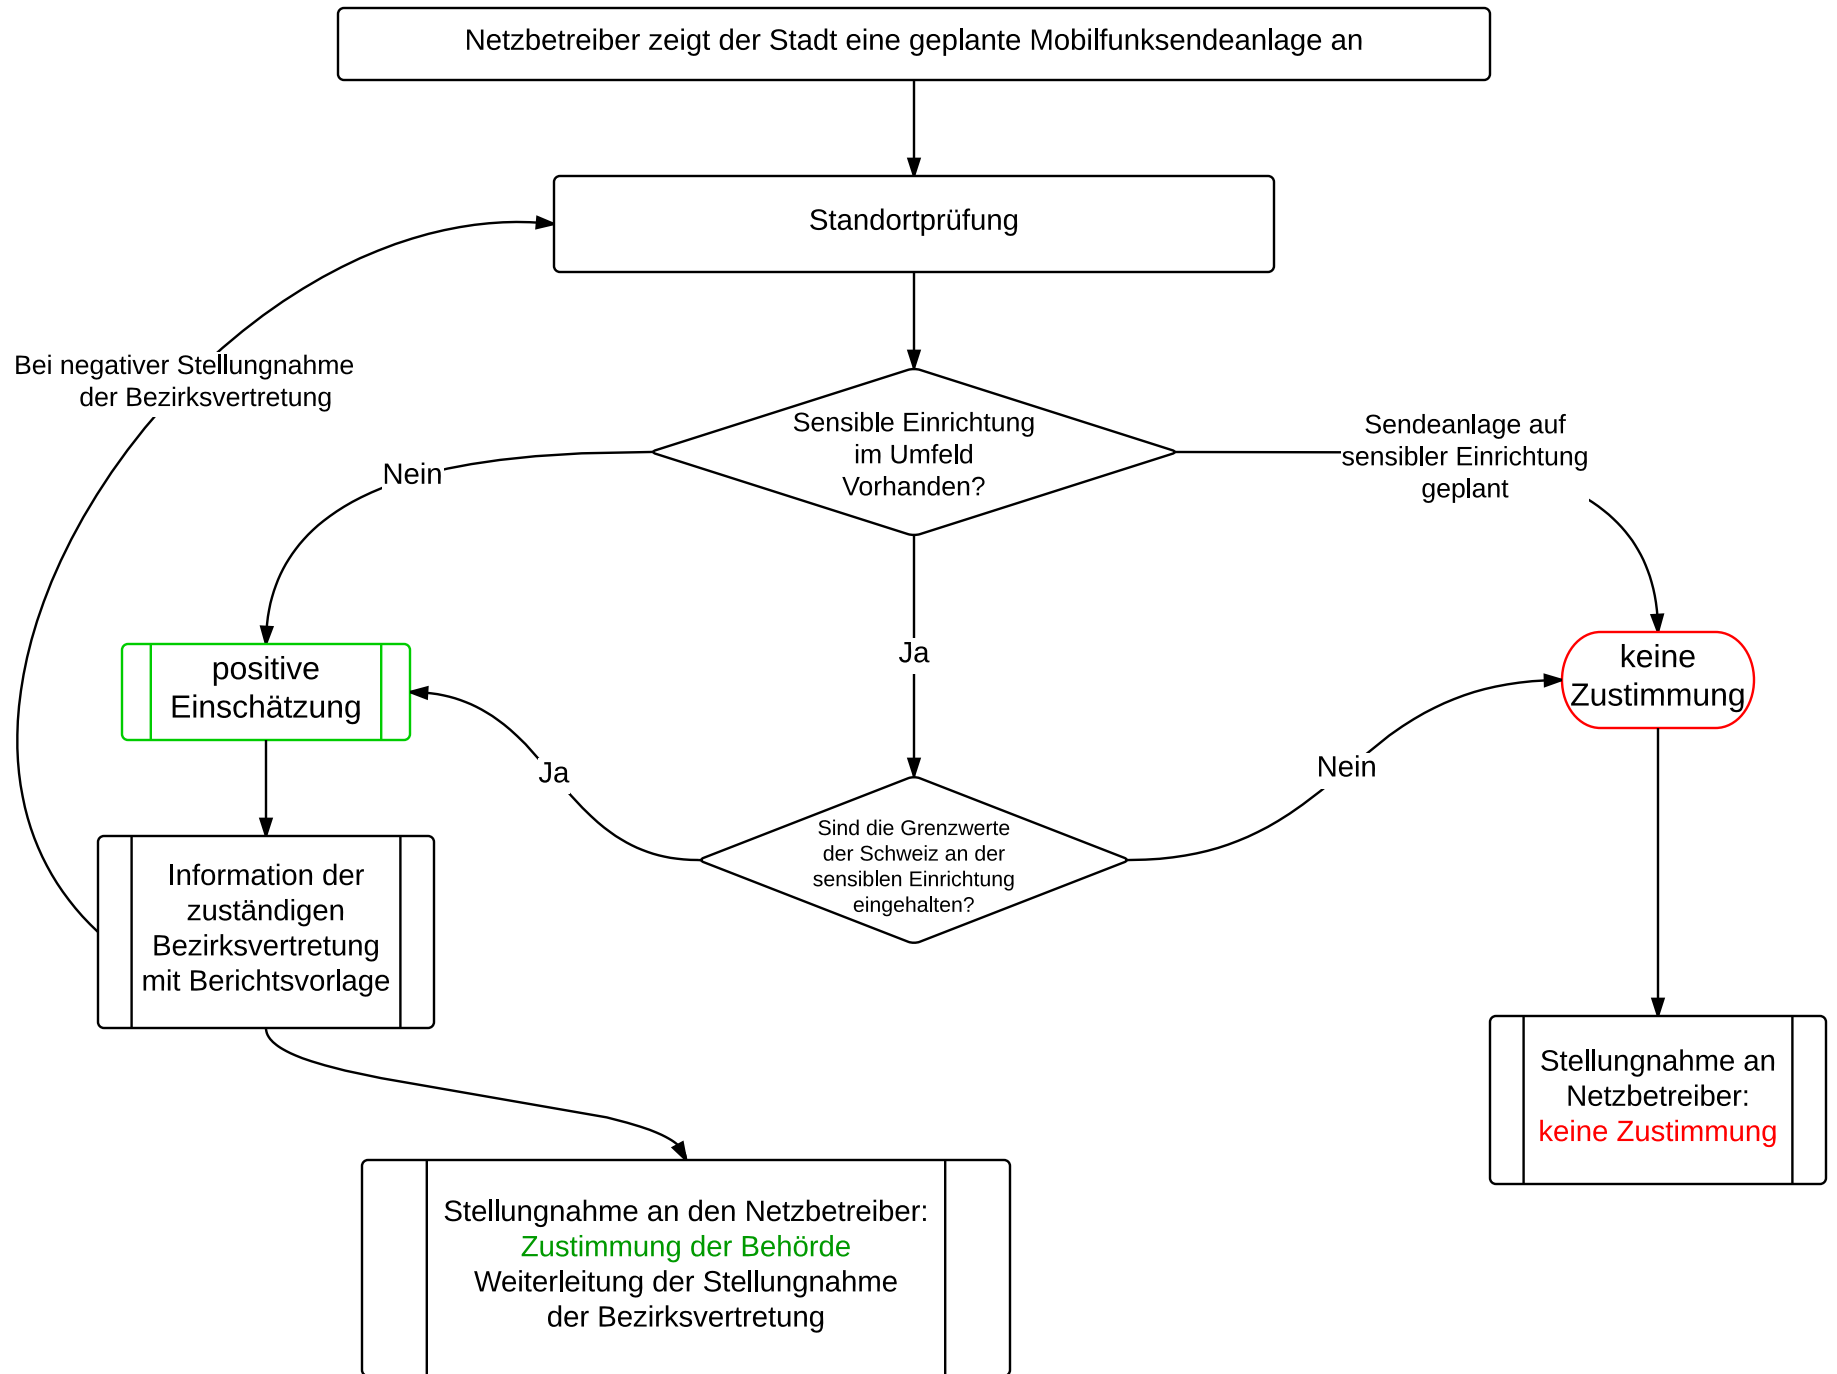 Netzbetreiber zeigt der Stadt eine geplante Mobilfunksendeanlage an
Standortprüfung
Bei negativer Stellungnahme
der Bezirksvertretung
Sensible Einrichtung
im Umfeld
Vorhanden?
Sendeanlage auf
sensibler Einrichtung
geplant
Nein
Ja
positive
Einschätzung
keine
Zustimmung
Ja
Nein
Sind die Grenzwerte
der Schweiz an der
sensiblen Einrichtung
eingehalten?
Information der
zuständigen
Bezirksvertretung
mit Berichtsvorlage
Stellungnahme an
Netzbetreiber:
keine Zustimmung
Stellungnahme an den Netzbetreiber:
Zustimmung der Behörde
Weiterleitung der Stellungnahme
der Bezirksvertretung